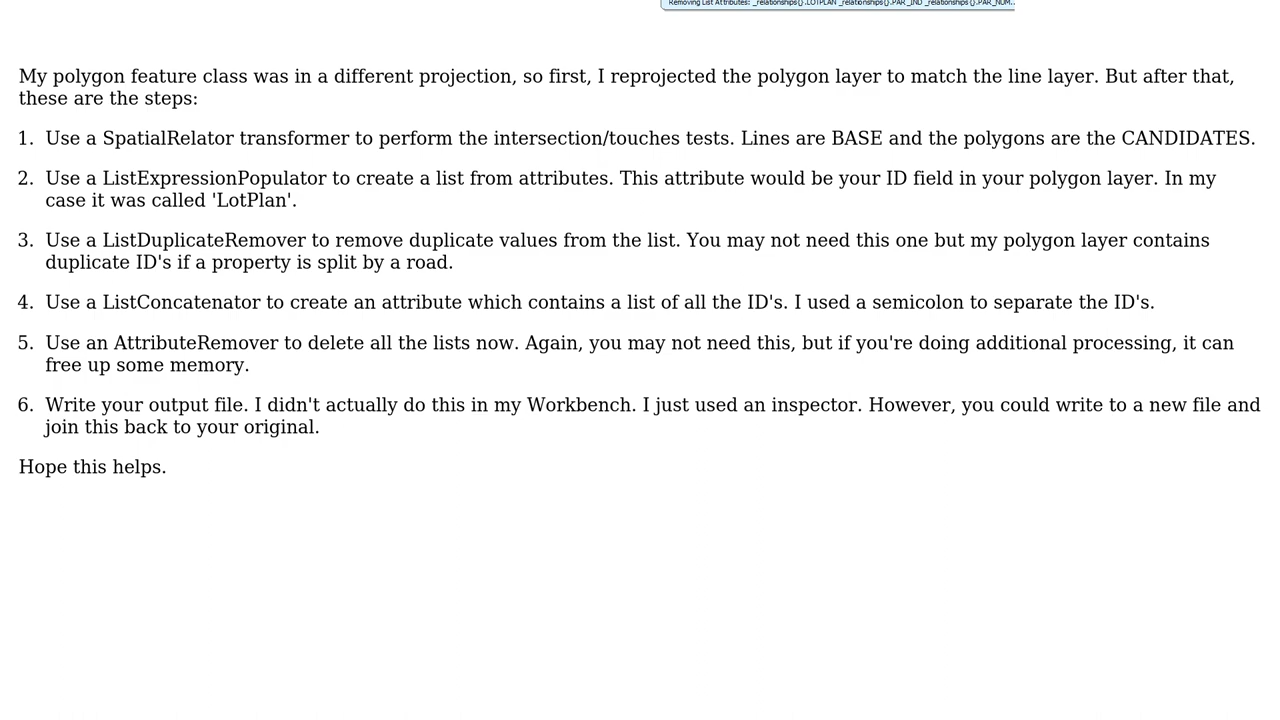 Removing List Attributes: _relationships{}.LOTPLAN _relationships{}.PAR_IND _relationships{}.PAR_NUM..
My polygon feature class was in a different projection, so first, I reprojected the polygon layer to match the line layer. But after that,
these are the steps:
1. Use a SpatialRelator transformer to perform the intersection/touches tests. Lines are BASE and the polygons are the CANDIDATES.
2. Use a ListExpressionPopulator to create a list from attributes. This attribute would be your ID field in your polygon layer. In my
case it was called 'LotPlan'.
3. Use a ListDuplicateRemover to remove duplicate values from the list. You may not need this one but my polygon layer contains
duplicate ID's if a property is split by a road.
4. Use a ListConcatenator to create an attribute which contains a list of all the ID's. I used a semicolon to separate the ID's.
5. Use an AttributeRemover to delete all the lists now. Again, you may not need this, but if you're doing additional processing, it can
free up some memory.
6. Write your output file. I didn't actually do this in my Workbench. I just used an inspector. However, you could write to a new file and
join this back to your original.
Hope this helps.